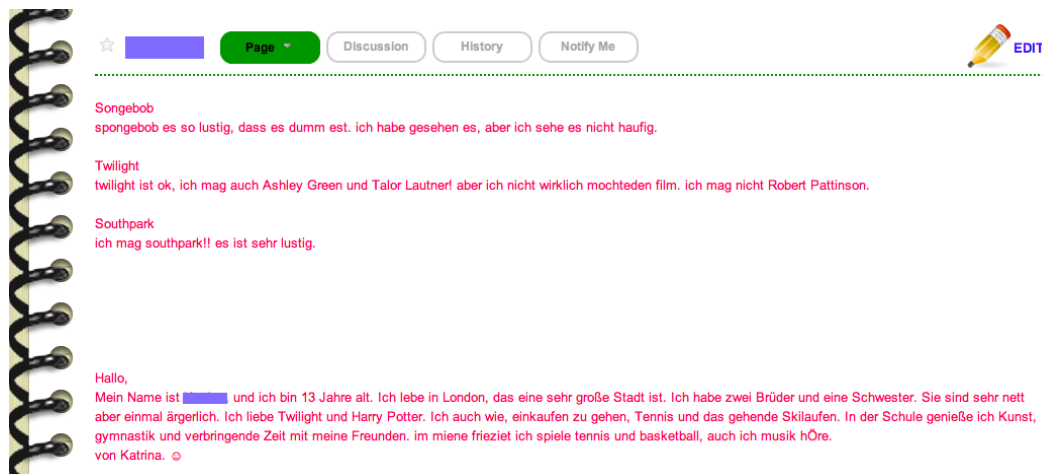 Page
Discussion
History
Notify Me
EDIT
Songebob
spongebob es so lustig, dass es dumm est. ich habe gesehen es, aber ich sehe es nicht haufig.
Twilight
twilight ist ok, ich mag auch Ashley Green und Talor Lautner! aber ich nicht wirklich mochteden film. ich mag nicht Robert Pattinson.
Southpark
ich mag southpark!! es ist sehr lustig.
Hallo,
Mein Name ist , und ich bin 13 Jahre alt. Ich lebe in London, das eine sehr große Stadt ist. Ich habe zwei Brüder und eine Schwester. Sie sind sehr nett
aber einmal ärgerlich. Ich liebe Twilight und Harry Potter. Ich auch wie, einkaufen zu gehen, Tennis und das gehende Skilaufen. In der Schule genieße ich Kunst,
gymnastik und verbringende Zeit mit meine Freunden. im miene frieziet ich spiele tennis und basketball, auch ich musik hÖre.
von Katrina. ☺